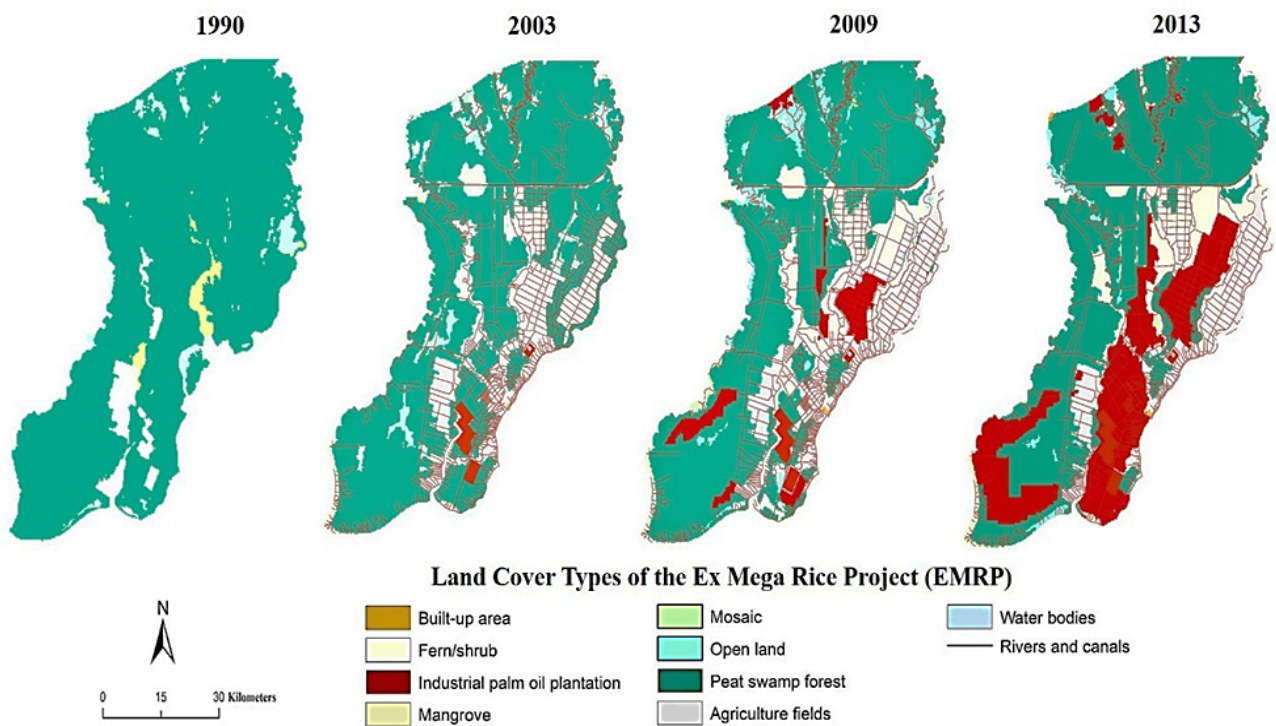 1990 2003 2009 2013
Land Cover Types of the Ex Mega Rice Project (EMRP)
N
0 15 30 Kilometers
Built-up area
Fern/shrub
Industrial palm oil plantation
Mangrove
Mosaic
Open land
Peat swamp forest
Agriculture fields
Water bodies
Rivers and canals